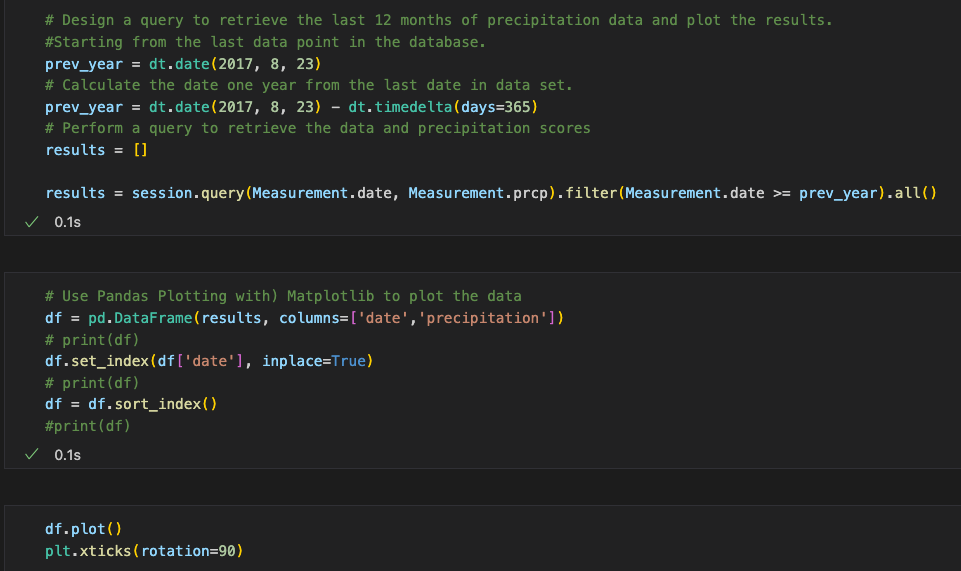 # Design a query to retrieve the last 12 months of precipitation data and plot the results.
#Starting from the last data point in the database.
prev_year = dt.date(2017, 8, 23)
# Calculate the date one year from the last date in data set.
prev_year = dt.date(2017, 8, 23) - dt.timedelta(days=365)
# Perform a query to retrieve the data and precipitation scores
results = []
results = session.query(Measurement.date, Measurement.prcp).filter(Measurement.date >= prev_year).all()
0.1s
# Use Pandas Plotting with) Matplotlib to plot the data
df = pd.DataFrame(results, columns=['date','precipitation'])
# print(df)
df.set_index(df['date'], inplace=True)
# print(df)
df = df.sort_index()
#print(df)
0.1s
df.plot()
plt.xticks(rotation=90)